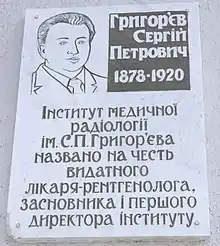 Григор'єв
Сергій
Петрович
1878-1920
Інститут медичної
радіології
ім. С.П. Григор'єва
названо на честь
видатного
лікаря-рентгенолога,
засновника і першого
директора інституту